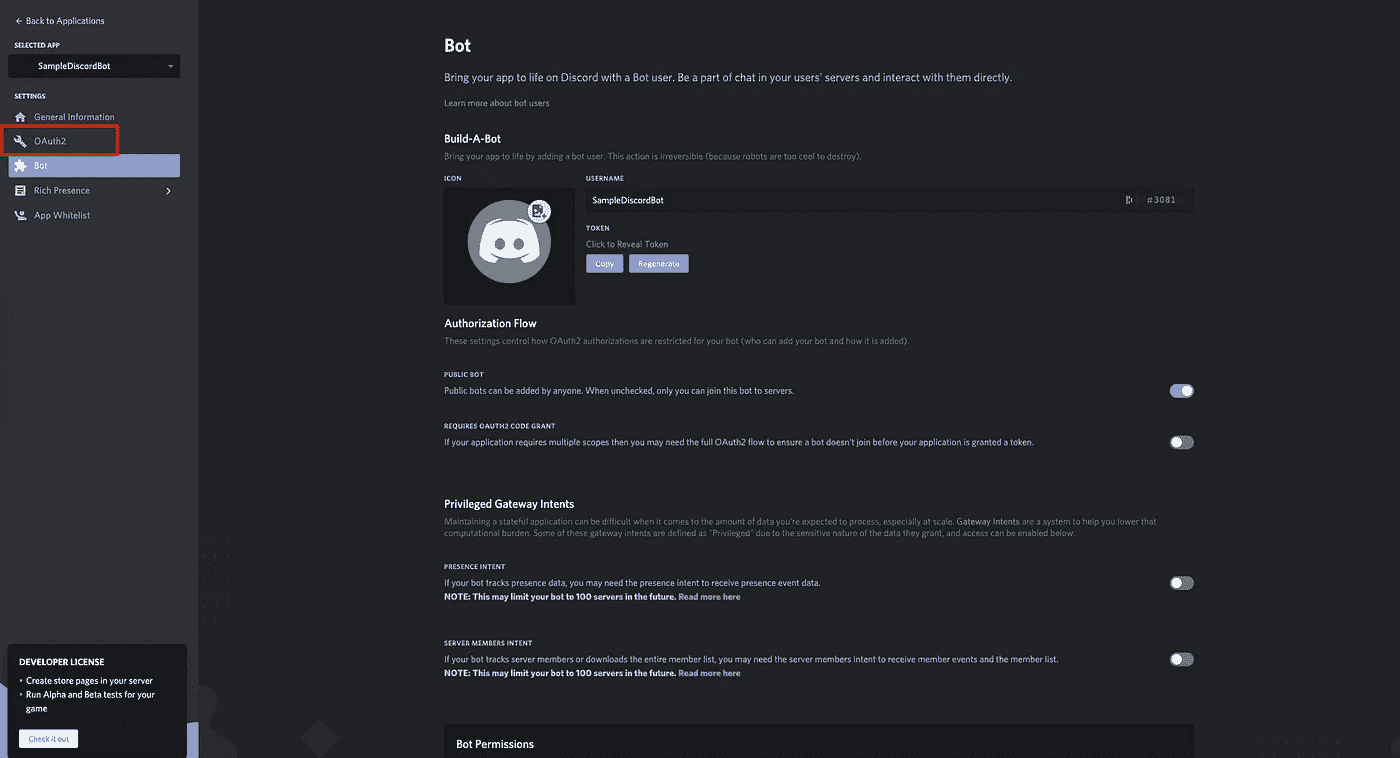 ← Back to Applications
SELECTED APP
SampleDiscordBot
SETTINGS
General Information
OAuth2
Bot
Rich Presence
App Whitelist
DEVELOPER LICENSE
• Create store pages in your server
• Run Alpha and Beta tests for your
game
Check it out
Bot
Bring your app to life on Discord with a Bot user. Be a part of chat in your users' servers and interact with them directly.
Learn more about bot users
Build-A-Bot
Bring your app to life by adding a bot user. This action is irreversible (because robots are too cool to destroy).
ICON
USERNAME
SampleDiscordBot
#3081
TOKEN
Click to Reveal Token
Copy
Regenerate
Authorization Flow
These settings control how OAuth2 authorizations are restricted for your bot (who can add your bot and how it is added).
PUBLIC BOT
Public bots can be added by anyone. When unchecked, only you can join this bot to servers.
REQUIRES OAUTH2 CODE GRANT
If your application requires multiple scopes then you may need the full OAuth2 flow to ensure a bot doesn't join before your application is granted a token.
Privileged Gateway Intents
Maintaining a stateful application can be difficult when it comes to the amount of data you're expected to process, especially at scale. Gateway Intents are a system to help you lower that
computational burden. Some of these gateway intents are defined as "Privileged" due to the sensitive nature of the data they grant, and access can be enabled below.
PRESENCE INTENT
If your bot tracks presence data, you may need the presence intent to receive presence event data.
NOTE: This may limit your bot to 100 servers in the future. Read more here
SERVER MEMBERS INTENT
If your bot tracks server members or downloads the entire member list, you may need the server members intent to receive member events and the member list.
NOTE: This may limit your bot to 100 servers in the future. Read more here
Bot Permissions